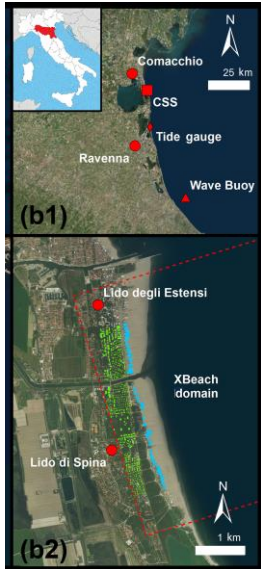 N
Comacchio
25 km
CSS
Tide gauge
Ravenna
Wave Buoy
(b1)
Lido degli Estensi
XBeach
domain
Lido di Spina
N
(b2)
1 km